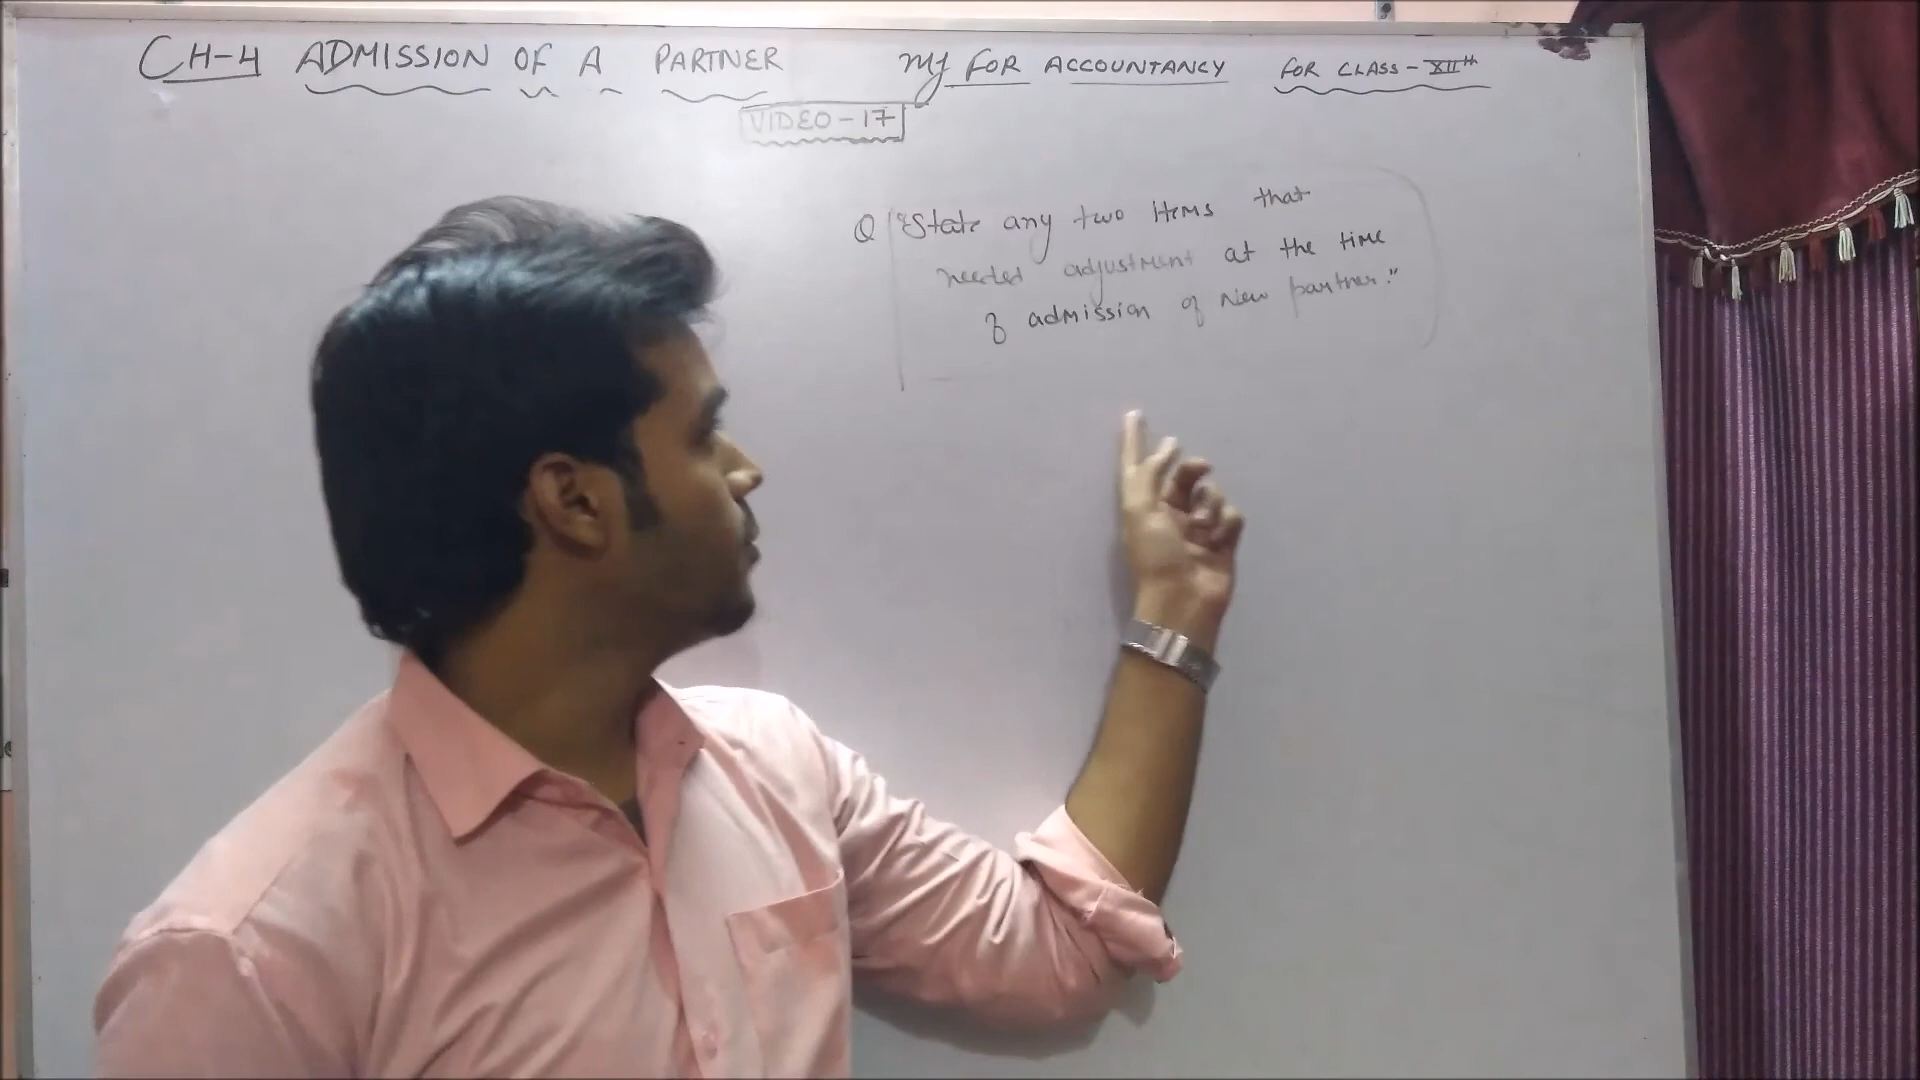 CH-4 ADMISSION OF A PARTNER MJ FOR ACCOUNTANCY FOR CLASS-XIIth
VIDEO-17
Q "State any two items that
needed adjustment at the time
of admission of New partner."